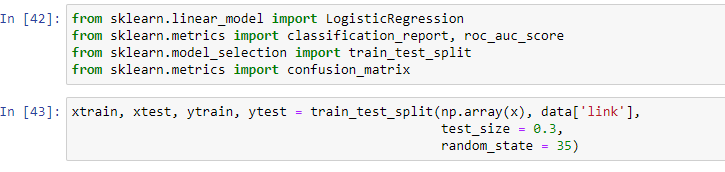 In [42]: from sklearn.linear_model import LogisticRegression
from sklearn.metrics import classification_report, roc_auc_score
from sklearn.model_selection import train_test_split
from sklearn.metrics import confusion_matrix
In [43]: xtrain, xtest, ytrain, ytest = train_test_split(np.array(x), data['link'],
test_size = 0.3,
random_state = 35)